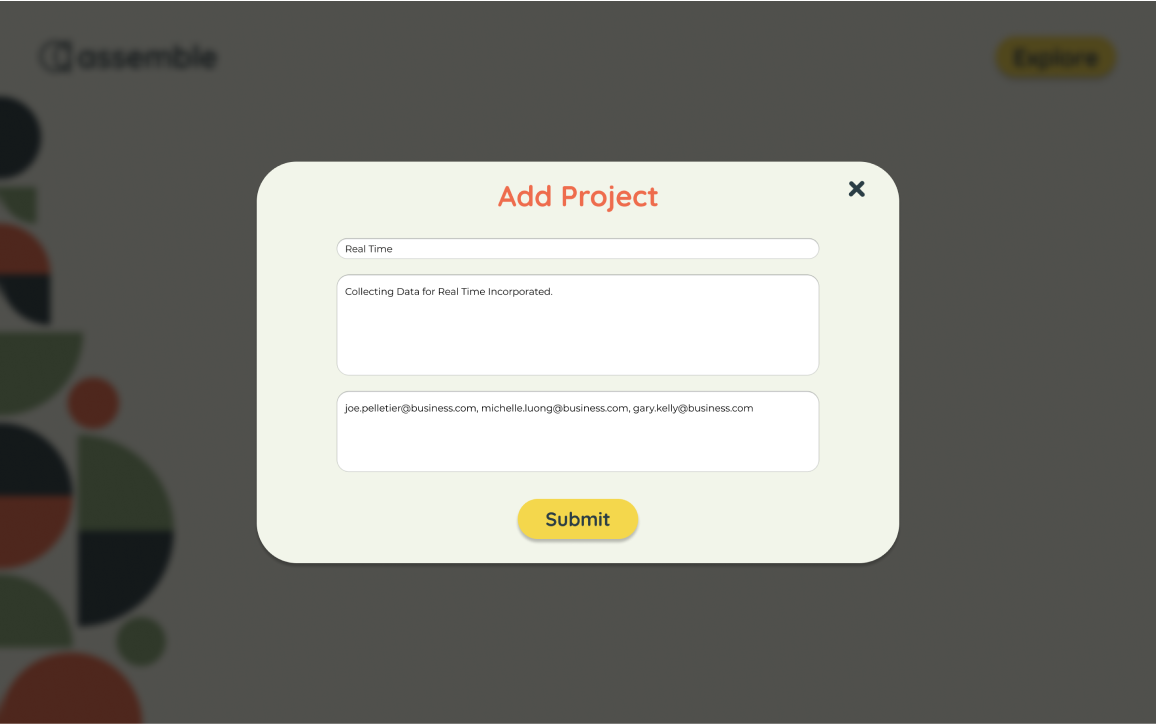 assemble
Explore
Add Project
Real Time
Collecting Data for Real Time Incorporated.
joe.pelletier@business.com, michelle.luong@business.com, gary.kelly@business.com
Submit